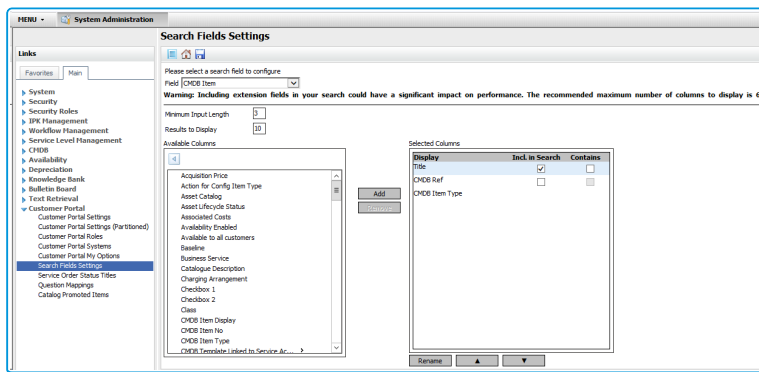 MENU
System Administration
Links
Favorites
Main
System
Security
Security Roles
IPK Management
Workflow Management
Service Level Management
CMDB
Availability
Depreciation
Knowledge Bank
Bulletin Board
Text Retrieval
Customer Portal
Customer Portal Settings
Customer Portal Settings (Partitioned)
Customer Portal Roles
Customer Portal Systems
Customer Portal My Options
Search Fields Settings
Service Order Status Titles
Question Mappings
Catalog Promoted Items
Search Fields Settings
Please select a search field to configure
Field CMDB Item
Warning: Including extension fields in your search could have a significant impact on performance. The recommended maximum number of columns to display is 6
Minimum Input Length 3
Results to Display 10
Available Columns
Acquisition Price
Action for Config Item Type
Asset Catalog
Asset Lifecycle Status
Associated Costs
Availability Enabled
Available to all customers
Baseline
Business Service
Catalogue Description
Charging Arrangement
Checkbox 1
Checkbox 2
Class
CMDB Item Display
CMDB Item No
CMDB Item Type
CMDB Template Linked to Service Ac...
Add
Remove
Selected Columns
Display Incl. in Search Contains
Title
CMDB Ref
CMDB Item Type
Rename